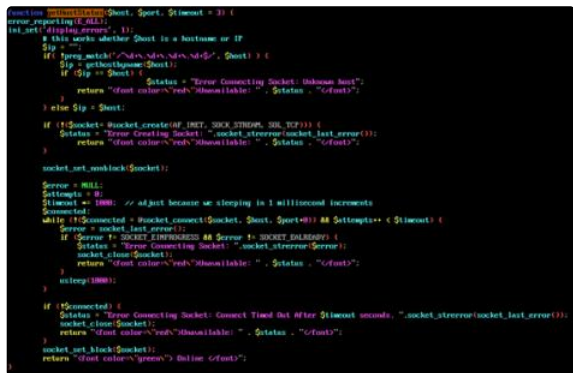 function getHostStatus($host, $port, $timeout = 3) {
error_reporting(E_ALL);
ini_set('display_errors', 1);
# this works whether $host is a hostname or IP
$ip = "";
if( !preg_match('/^\d+\.\d+\.\d+\.\d+$/', $host) ) {
$ip = gethostbyname($host);
if ($ip == $host) {
$status = "Error Connecting Socket: Unknown host";
return "<font color=\"red\">Unavailable: " . $status . "</font>";
}
} else $ip = $host;
if (!($socket= @socket_create(AF_INET, SOCK_STREAM, SOL_TCP))) {
$status = "Error Creating Socket: ".socket_strerror(socket_last_error());
return "<font color=\"red\">Unavailable: " . $status . "</font>";
}
socket_set_nonblock($socket);
$error = NULL;
$attempts = 0;
$timeout *= 1000; // adjust because we sleeping in 1 millisecond increments
$connected;
while (!($connected = @socket_connect($socket, $host, $port+0)) && $attempts++ < $timeout) {
$error = socket_last_error();
if ($error != SOCKET_EINPROGRESS && $error != SOCKET_EALREADY) {
$status = "Error Connecting Socket: ".socket_strerror($error);
socket_close($socket);
return "<font color=\"red\">Unavailable: " . $status . "</font>";
}
usleep(1000);
}
if (!$connected) {
$status = "Error Connecting Socket: Connect Timed Out After $timeout seconds. ".socket_strerror(socket_last_error());
socket_close($socket);
return "<font color=\"red\">Unavailable: " . $status . "</font>";
}
socket_set_block($socket);
return "<font color=\"green\"> Online </font>";
}